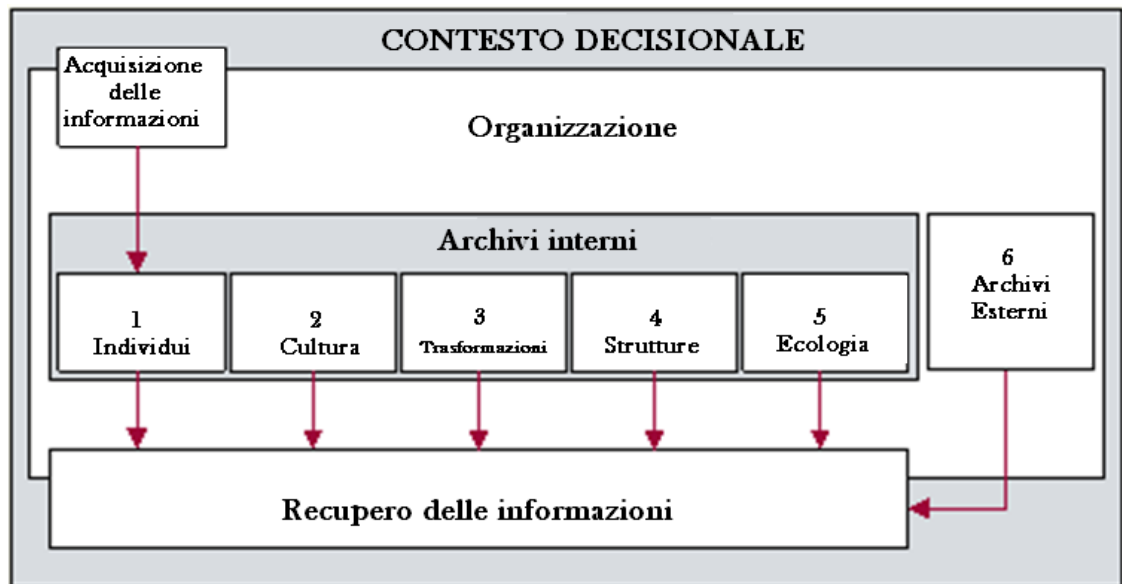 CONTESTO DECISIONALE
Acquisizione
delle
informazioni
Organizzazione
Archivi interni
1
Individui
2
Cultura
3
Trasformazioni
4
Strutture
5
Ecologia
6
Archivi
Esterni
Recupero delle informazioni